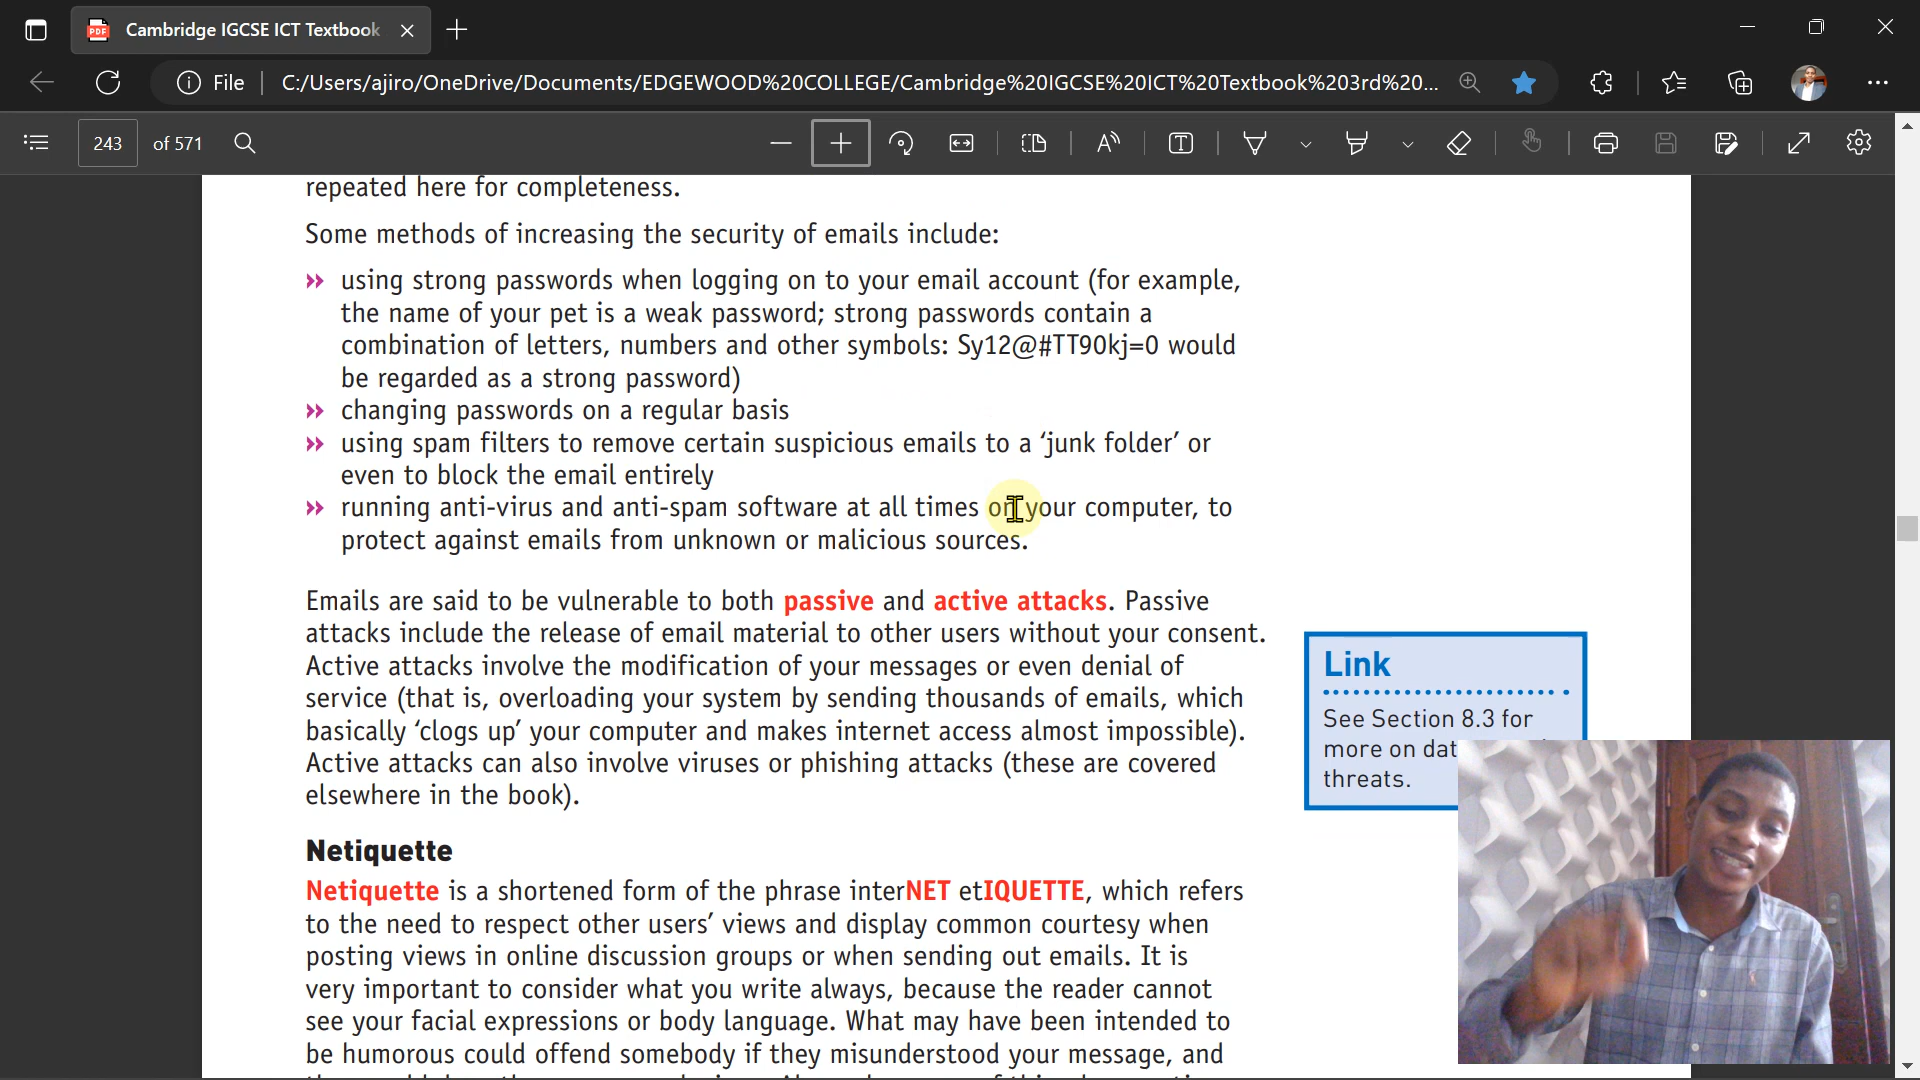 Cambridge IGCSE ICT Textbook
File
C:/Users/ajiro/OneDrive/Documents/EDGEWOOD%20COLLEGE/Cambridge%20IGCSE%20ICT%20Textbook%203rd%20...
243 of 571
repeated here for completeness.
Some methods of increasing the security of emails include:
» using strong passwords when logging on to your email account (for example,
the name of your pet is a weak password; strong passwords contain a
combination of letters, numbers and other symbols: Sy12@#TT90kj=0 would
be regarded as a strong password)
» changing passwords on a regular basis
» using spam filters to remove certain suspicious emails to a ‘junk folder’ or
even to block the email entirely
» running anti-virus and anti-spam software at all times on your computer, to
protect against emails from unknown or malicious sources.
Emails are said to be vulnerable to both passive and active attacks. Passive
attacks include the release of email material to other users without your consent.
Active attacks involve the modification of your messages or even denial of
service (that is, overloading your system by sending thousands of emails, which
basically ‘clogs up’ your computer and makes internet access almost impossible).
Active attacks can also involve viruses or phishing attacks (these are covered
elsewhere in the book).
Link
See Section 8.3 for
more on dat
threats.
Netiquette
Netiquette is a shortened form of the phrase interNET etIQUETTE, which refers
to the need to respect other users’ views and display common courtesy when
posting views in online discussion groups or when sending out emails. It is
very important to consider what you write always, because the reader cannot
see your facial expressions or body language. What may have been intended to
be humorous could offend somebody if they misunderstood your message, and